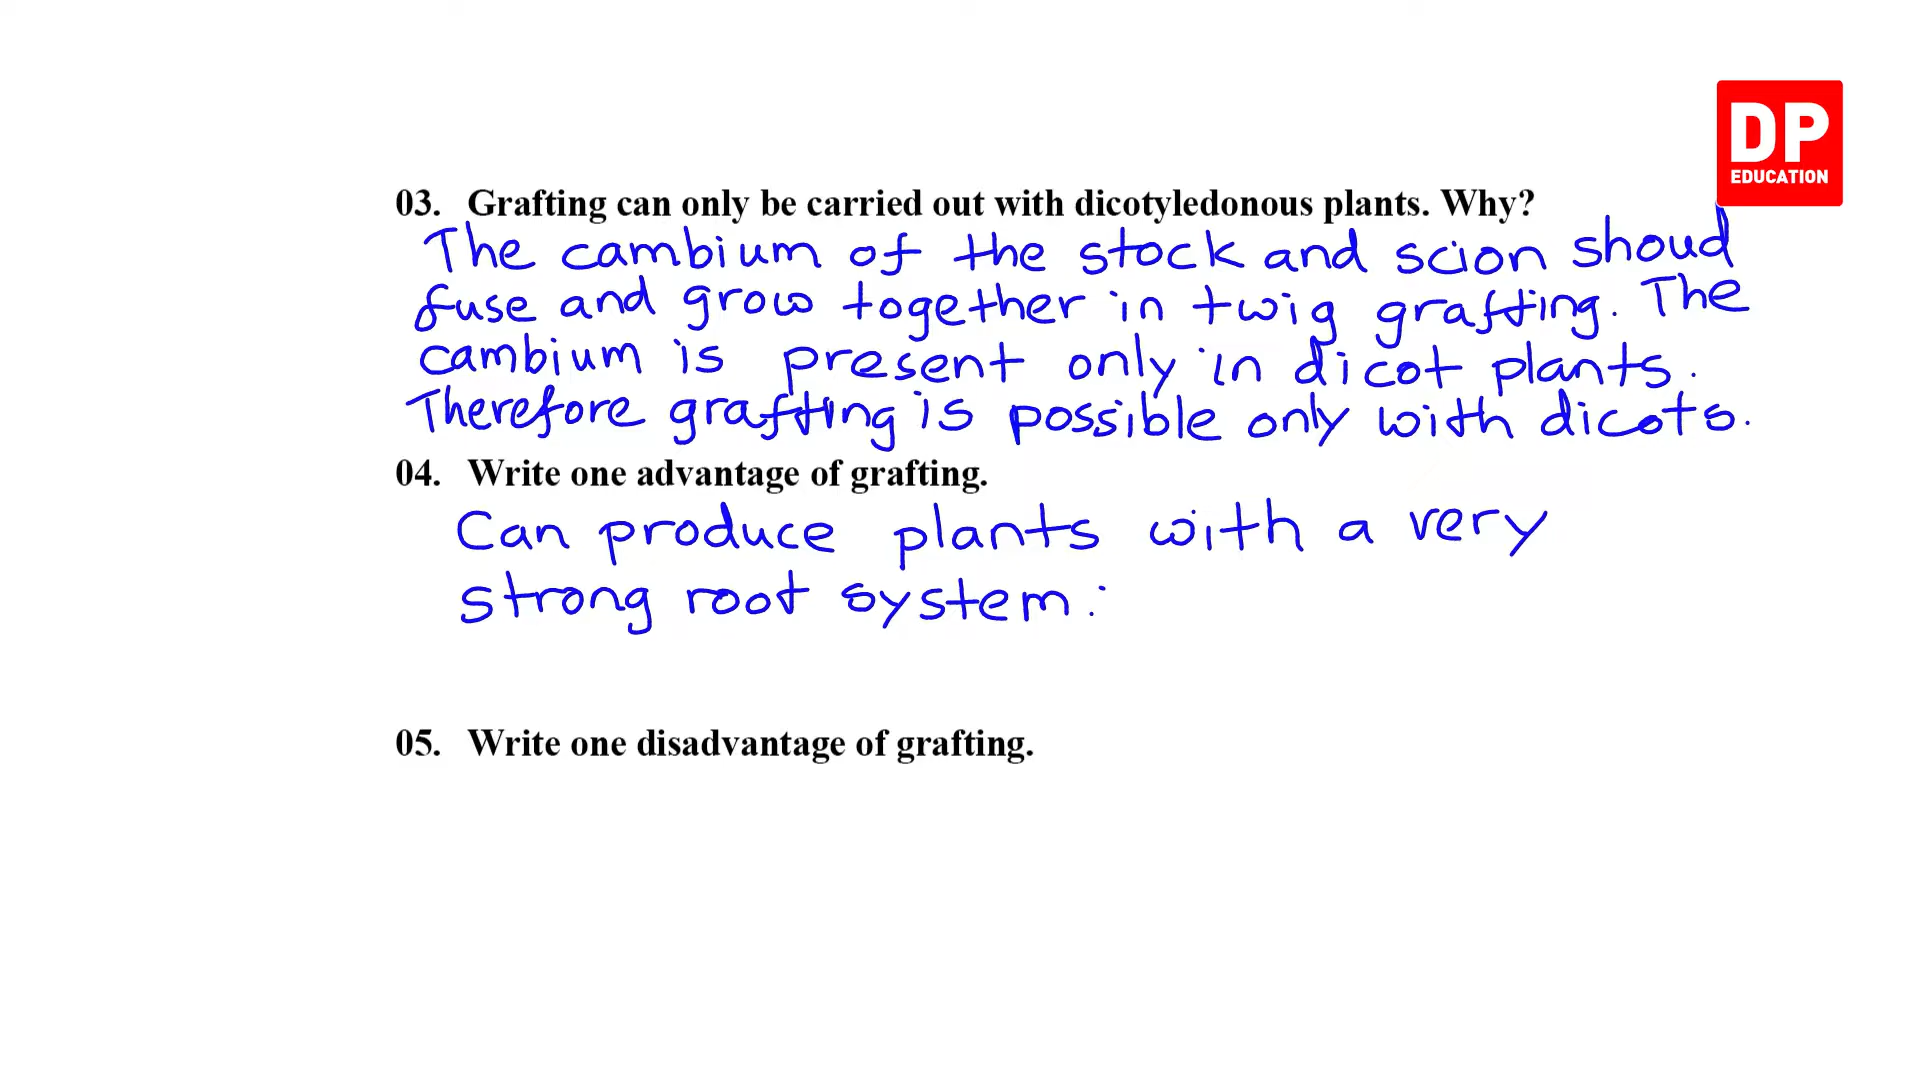 DP
EDUCATION
03. Grafting can only be carried out with dicotyledonous plants. Why?
The cambium of the stock and scion shoud
fuse and grow together in twig grafting. The
cambium is present only in dicot plants.
Therefore grafting is possible only with dicots.
04. Write one advantage of grafting.
Can produce plants with a very
strong root system.
05. Write one disadvantage of grafting.